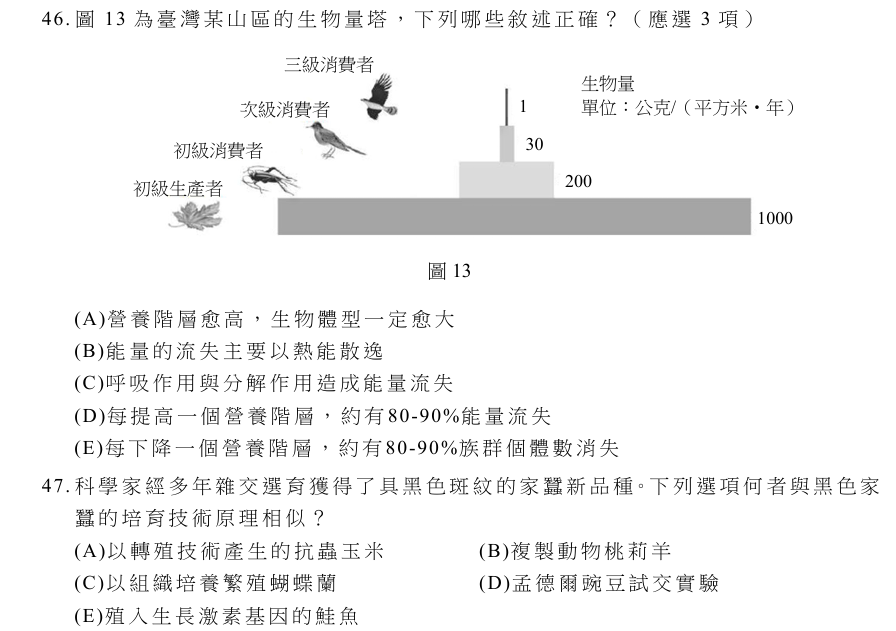 46.圖 13 為臺灣某山區的生物量塔，下列哪些敘述正確？（應選 3 項）
三級消費者
生物量
次級消費者
1
單位：公克/（平方米・年）
初級消費者
30
初級生產者
200
1000
圖 13
(A)營養階層愈高，生物體型一定愈大
(B)能量的流失主要以熱能散逸
(C)呼吸作用與分解作用造成能量流失
(D)每提高一個營養階層，約有80-90%能量流失
(E)每下降一個營養階層，約有80-90%族群個體數消失
47.科學家經多年雜交選育獲得了具黑色斑紋的家蠶新品種。下列選項何者與黑色家
蠶的培育技術原理相似？
(A)以轉殖技術產生的抗蟲玉米 (B)複製動物桃莉羊
(C)以組織培養繁殖蝴蝶蘭 (D)孟德爾豌豆試交實驗
(E)殖入生長激素基因的鮭魚